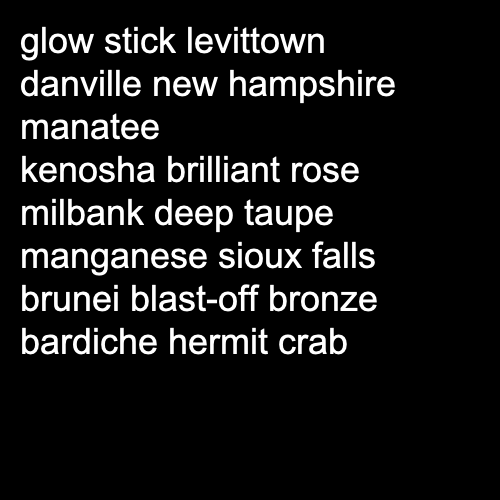 glow stick levittown
danville new hampshire
manatee
kenosha brilliant rose
milbank deep taupe
manganese sioux falls
brunei blast-off bronze
bardiche hermit crab